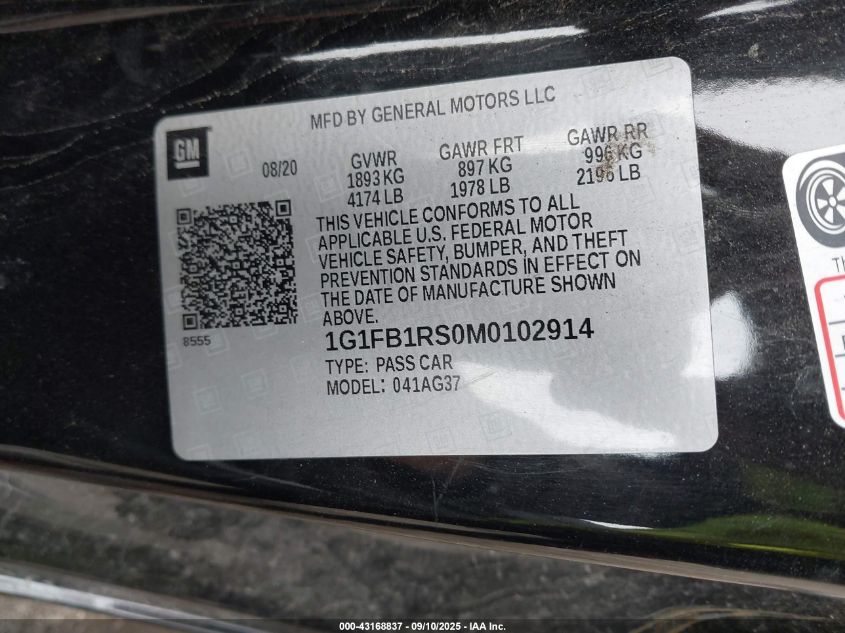 MFD BY GENERAL MOTORS LLC
GM
08/20
GVWR
1893 KG
4174 LB
GAWR FRT
897 KG
1978 LB
GAWR RR
996 KG
2196 LB
THIS VEHICLE CONFORMS TO ALL
APPLICABLE U.S. FEDERAL MOTOR
VEHICLE SAFETY, BUMPER, AND THEFT
PREVENTION STANDARDS IN EFFECT ON
THE DATE OF MANUFACTURE SHOWN
ABOVE.
8555
1G1FB1RS0M0102914
TYPE: PASS CAR
MODEL: 041AG37
TH
000-43168837 - 09/10/2025 - IAA Inc.